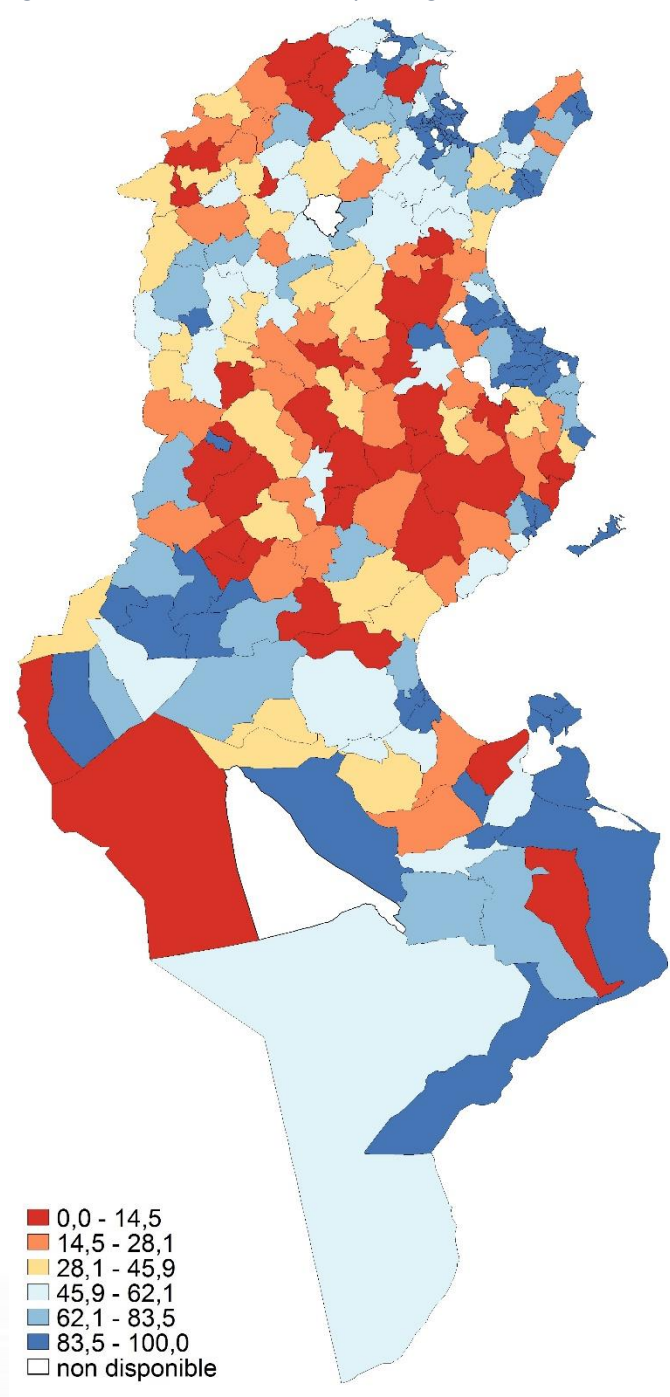 0,0 - 14,5
14,5 - 28,1
28,1 - 45,9
45,9 - 62,1
62,1 - 83,5
83,5 - 100,0
non disponible